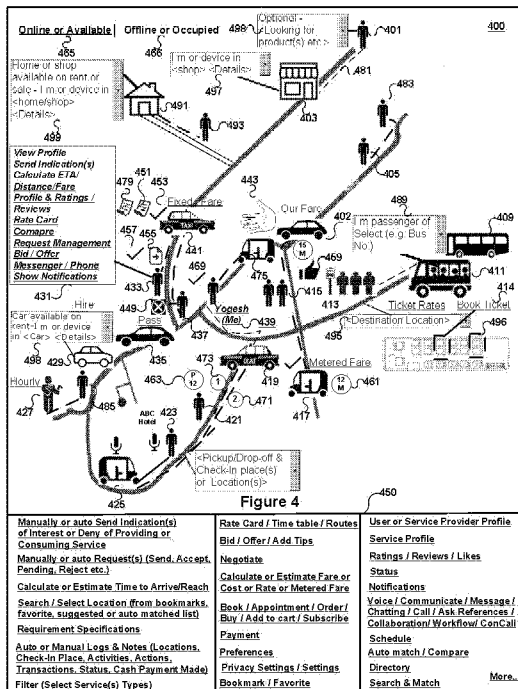 Online or Available
Offline or Occupied
465
466
498
Optional -
<Looking for
product(s) etc.>
401
400
Home or shop
available on rent or
sale - I m or device in
<home/shop>
<Details>
499
I m or device in
<shop> <Details>
497
491
493
403
481
483
405
View Profile
Send Indication(s)
Calculate ETA/
Distance/Fare
Profile & Ratings /
Reviews
Rate Card
Comapre
Request Management
Bid / Offer
Messenger / Phone
Show Notifications
431
479
451
453
Fixed Fare
TAXI
441
443
Our Fare
402
489
I m passenger of
Select (e.g. Bus
No.)
409
411
414
457
455
433
469
475
15
M
459
415
413
449
437
Yogesh
(Me)
439
Ticket Rates
Book Ticket
495
<Destination Location>
496
Hire
Car available on
rent-I m or device
in <Car> <Details>
498
429
Pass
435
473
463
P
12
1
419
2
471
421
Metered Fare
417
12
M
461
Hourly
427
485
ABC
Hotel
423
425
<Pickup/Drop-off &
Check-In place(s)
or Location(s)>
Figure 4
450
Manually or auto Send Indication(s)
of Interest or Deny of Providing or
Consuming Service
Manually or auto Request(s) (Send, Accept,
Pending, Reject etc.)
Calculate or Estimate Time to Arrive/Reach
Search / Select Location (from bookmarks,
favorite, suggested or auto matched list)
Requirement Specifications
Auto or Manual Logs & Notes (Locations,
Check-In Place, Activities, Actions,
Transactions, Status, Cash Payment Made)
Filter (Select Service(s) Types)
Rate Card / Time table / Routes
Bid / Offer / Add Tips
Negotiate
Calculate or Estimate Fare or
Cost or Rate or Metered Fare
Book / Appointment / Order /
Buy / Add to cart / Subscribe
Payment
Preferences
Privacy Settings / Settings
Bookmark / Favorite
User or Service Provider Profile
Service Profile
Ratings / Reviews / Likes
Status
Notifications
Voice / Communicate / Message /
Chatting / Call / Ask References /
Collaboration/ Workflow/ ConCall
Schedule
Auto match / Compare
Directory
Search & Match
More..